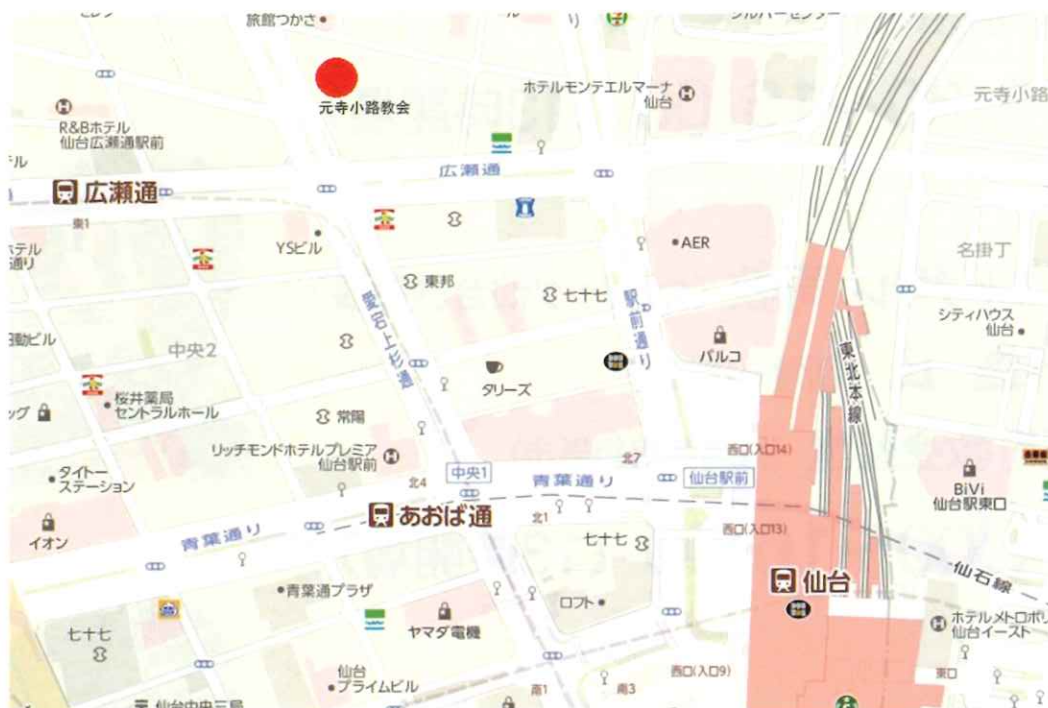 旅館つかさ
元寺小路教会
ホテルモンテエルマーナ
仙台
元寺小路
R&Bホテル
仙台広瀬通駅前
広瀬通
広瀬通
東1
YSビル
AER
名掛丁
東邦
七十七
愛宕上杉通
駅前通り
シティハウス
仙台
中央2
パルコ
東北本線
タリーズ
桜井薬局
セントラルホール
常陽
リッチモンドホテルプレミア
仙台駅前
タイトー
ステーション
北7
西口(入口14)
中央1
青葉通り
仙台駅前
北4
BiVi
仙台駅東口
イオン
青葉通り
あおば通
北1
西口(入口13)
七十七
仙石線
仙台
青葉通プラザ
ロフト
ヤマダ電機
ホテルメトロポリ
仙台イースト
七十七
仙台
プライムビル
西口(入口9)
東口
南1
南3